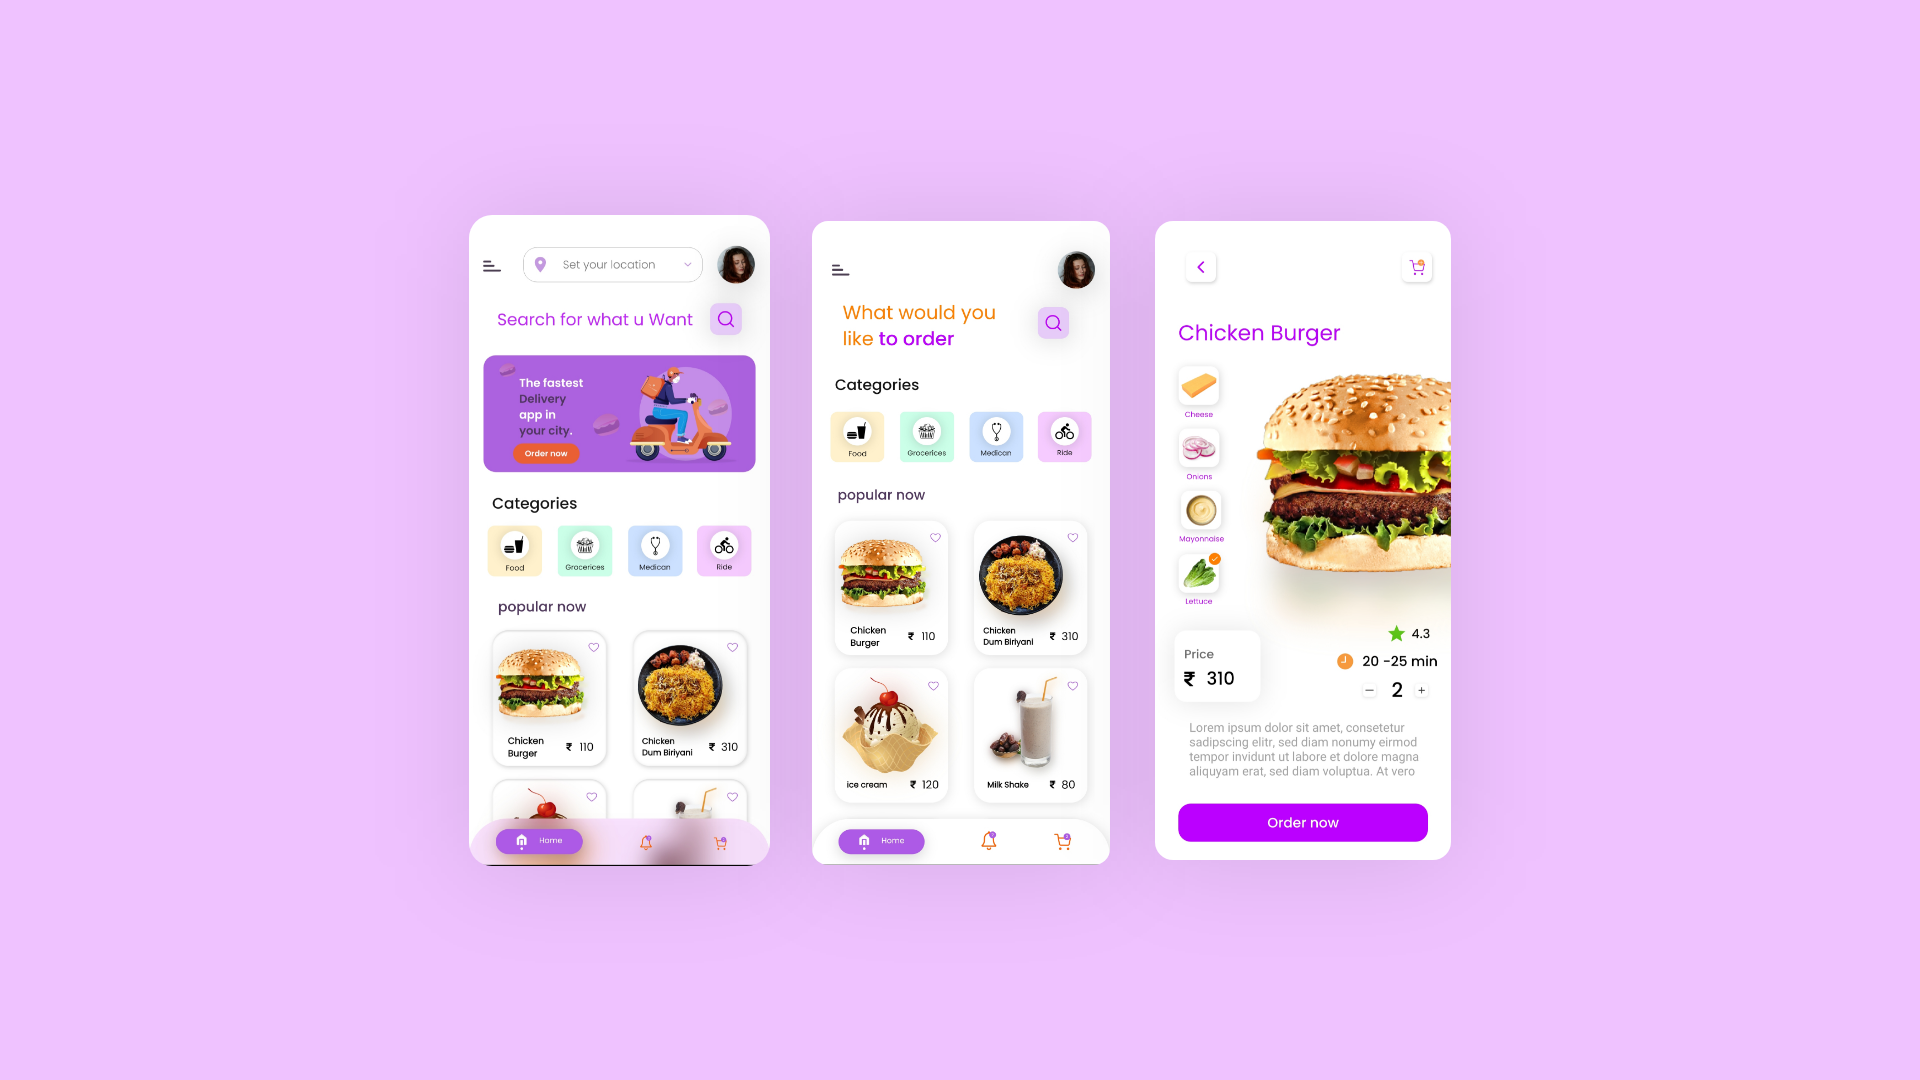 Set your location
Search for what u Want
The fastest
Delivery
app in
your city.
Order now
Categories
Food
Grocerices
Medican
Ride
popular now
Chicken
Burger
₹ 110
Chicken
Dum Biriyani
₹ 310
Home
What would you
like to order
Categories
Food
Grocerices
Medican
Ride
popular now
Chicken
Burger
₹ 110
Chicken
Dum Biriyani
₹ 310
ice cream
₹ 120
Milk Shake
₹ 80
Home
Chicken Burger
Cheese
Onions
Mayonnaise
Lettuce
4.3
20 -25 min
Price
₹ 310
− 2 +
Lorem ipsum dolor sit amet, consetetur
sadipscing elitr, sed diam nonumy eirmod
tempor invidunt ut labore et dolore magna
aliquyam erat, sed diam voluptua. At vero
Order now